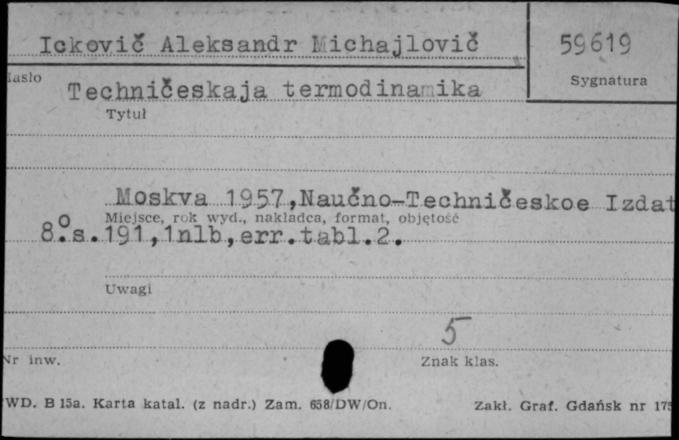 Ickovič Aleksandr Michajlovič 59619
Hasło Sygnatura
Techničeskaja termodinamika
Tytuł
Moskva 1957,Naučno-Techničeskoe Izdat
Miejsce, rok wyd., nakładca, format, objętość
8º.s.191,1nlb,err.tabl.2.
Uwagi
5
Nr inw. Znak klas.
WD. B 15a. Karta katal. (z nadr.) Zam. 658/DW/On. Zakł. Graf. Gdańsk nr 175